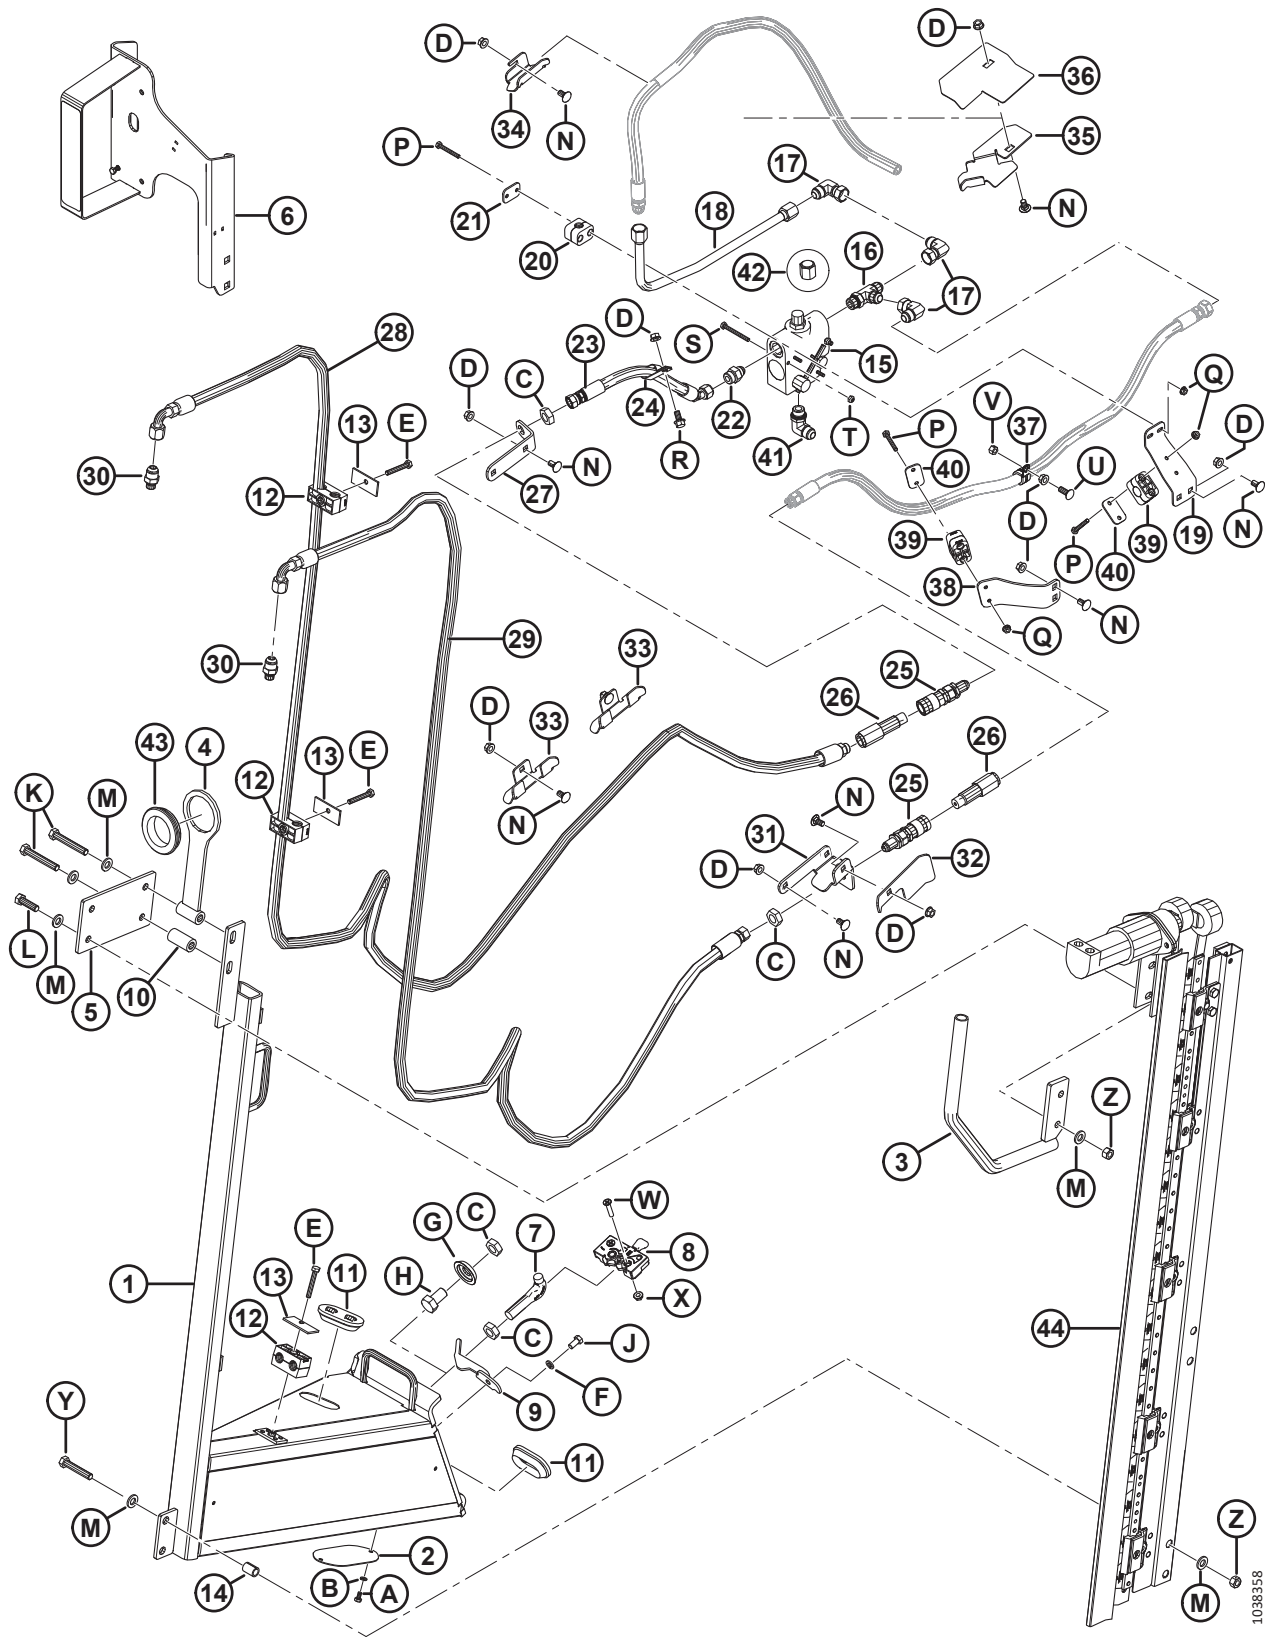 D
36
34
N
35
P
17
N
18
6
21
20
16
42
17
28
D
S
23
15
D
C
Q
V
37
24
22
T
P
D
13
E
41
40
U
R
N
30
12
27
39
D
39
19
N
P
40
38
N
Q
29
30
33
25
D
33
26
43
4
13
E
26
12
N
25
N
K
M
31
32
D
L
M
D
N
C
10
5
Z
3
M
W
C
G
7
E
8
1
13
11
H
X
12
C
J
44
F
9
Y
11
M
2
Z
B
A
14
M
1038358